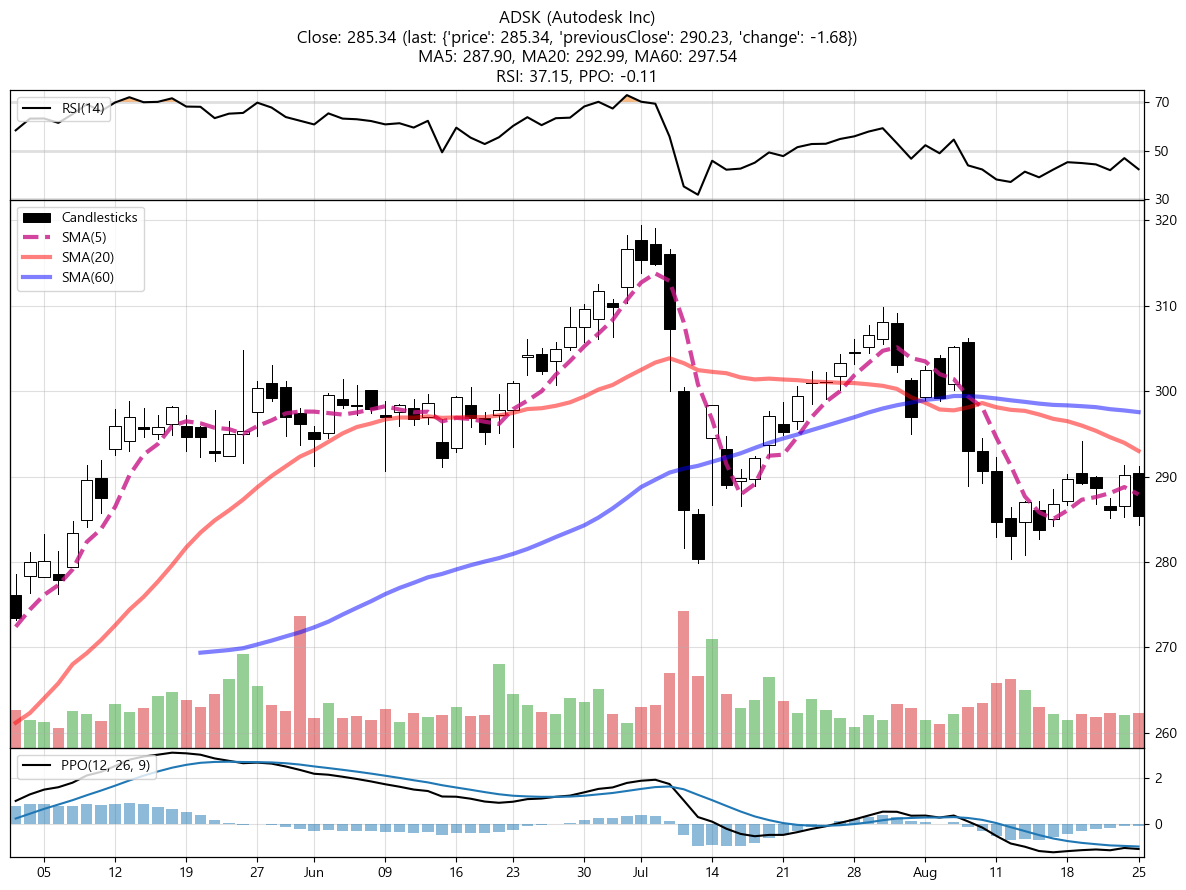 ADSK (Autodesk Inc)
Close: 285.34 (last: {'price': 285.34, 'previousClose': 290.23, 'change': -1.68})
MA5: 287.90, MA20: 292.99, MA60: 297.54
RSI: 37.15, PPO: -0.11
RSI(14)
70
50
30
Candlesticks
SMA(5)
SMA(20)
SMA(60)
320
310
300
290
280
270
260
PPO(12, 26, 9)
2
0
05 12 19 27 Jun 09 16 23 30 Jul 14 21 28 Aug 11 18 25